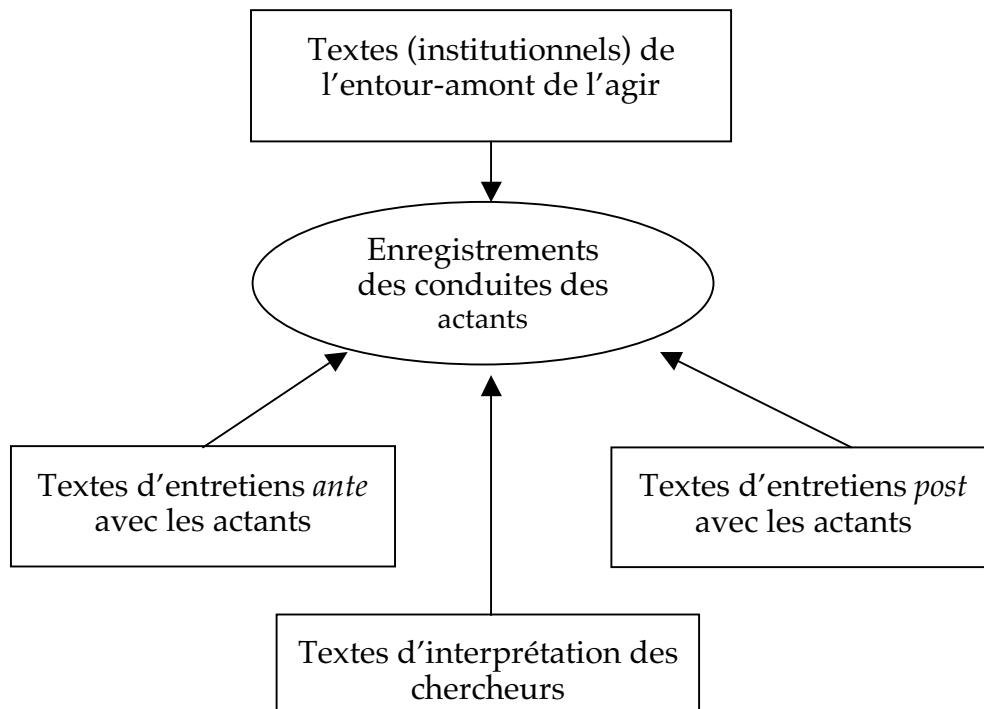 Textes (institutionnels) de
l’entour-amont de l’agir
Enregistrements
des conduites des
actants
Textes d’entretiens ante
avec les actants
Textes d’entretiens post
avec les actants
Textes d’interprétation des
chercheurs